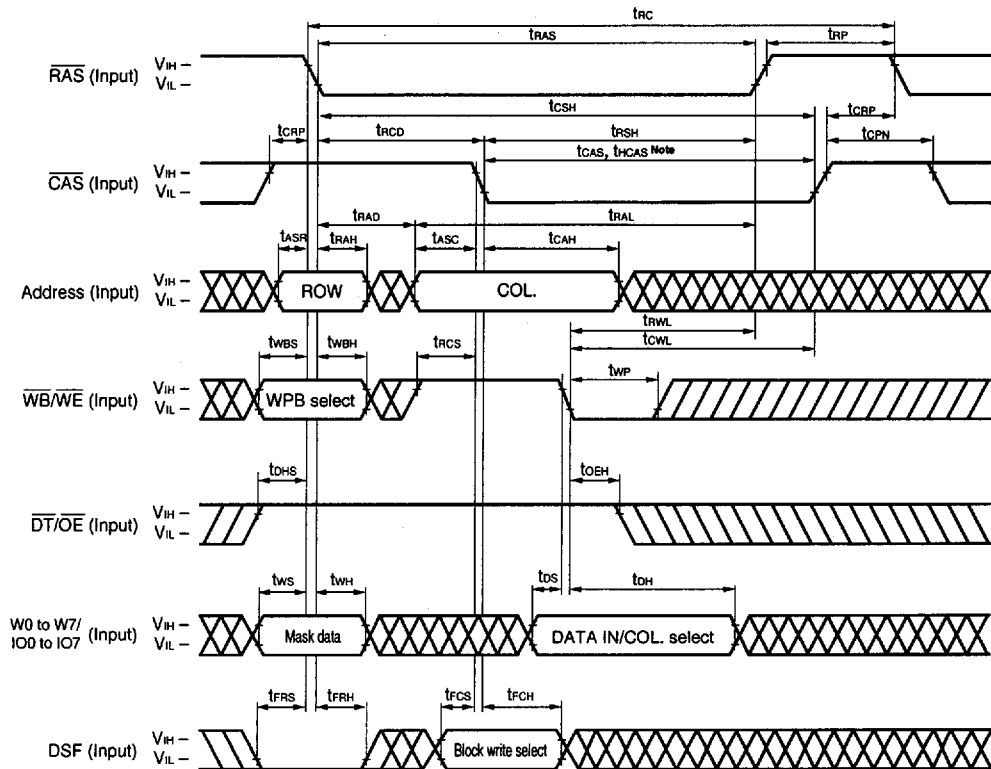 tRC
tRAS tRP
RAS (Input) VIH – VIL –
tCSH tCRP
tCRP tRCD tRSH tCPN
tCAS, tHCAS Note
CAS (Input) VIH – VIL –
tRAD tRAL
tASR tRAH tASC tCAH
Address (Input) VIH – VIL – ROW COL.
tRWL
tCWL
tWBS tWBH tRCS tWP
WB/WE (Input) VIH – VIL – WPB select
tDHS tOEH
DT/OE (Input) VIH – VIL –
tWS tWH tDS tDH
W0 to W7/
IO0 to IO7 (Input) VIH – VIL – Mask data DATA IN/COL. select
tFRS tFRH tFCS tFCH
DSF (Input) VIH – VIL – Block write select